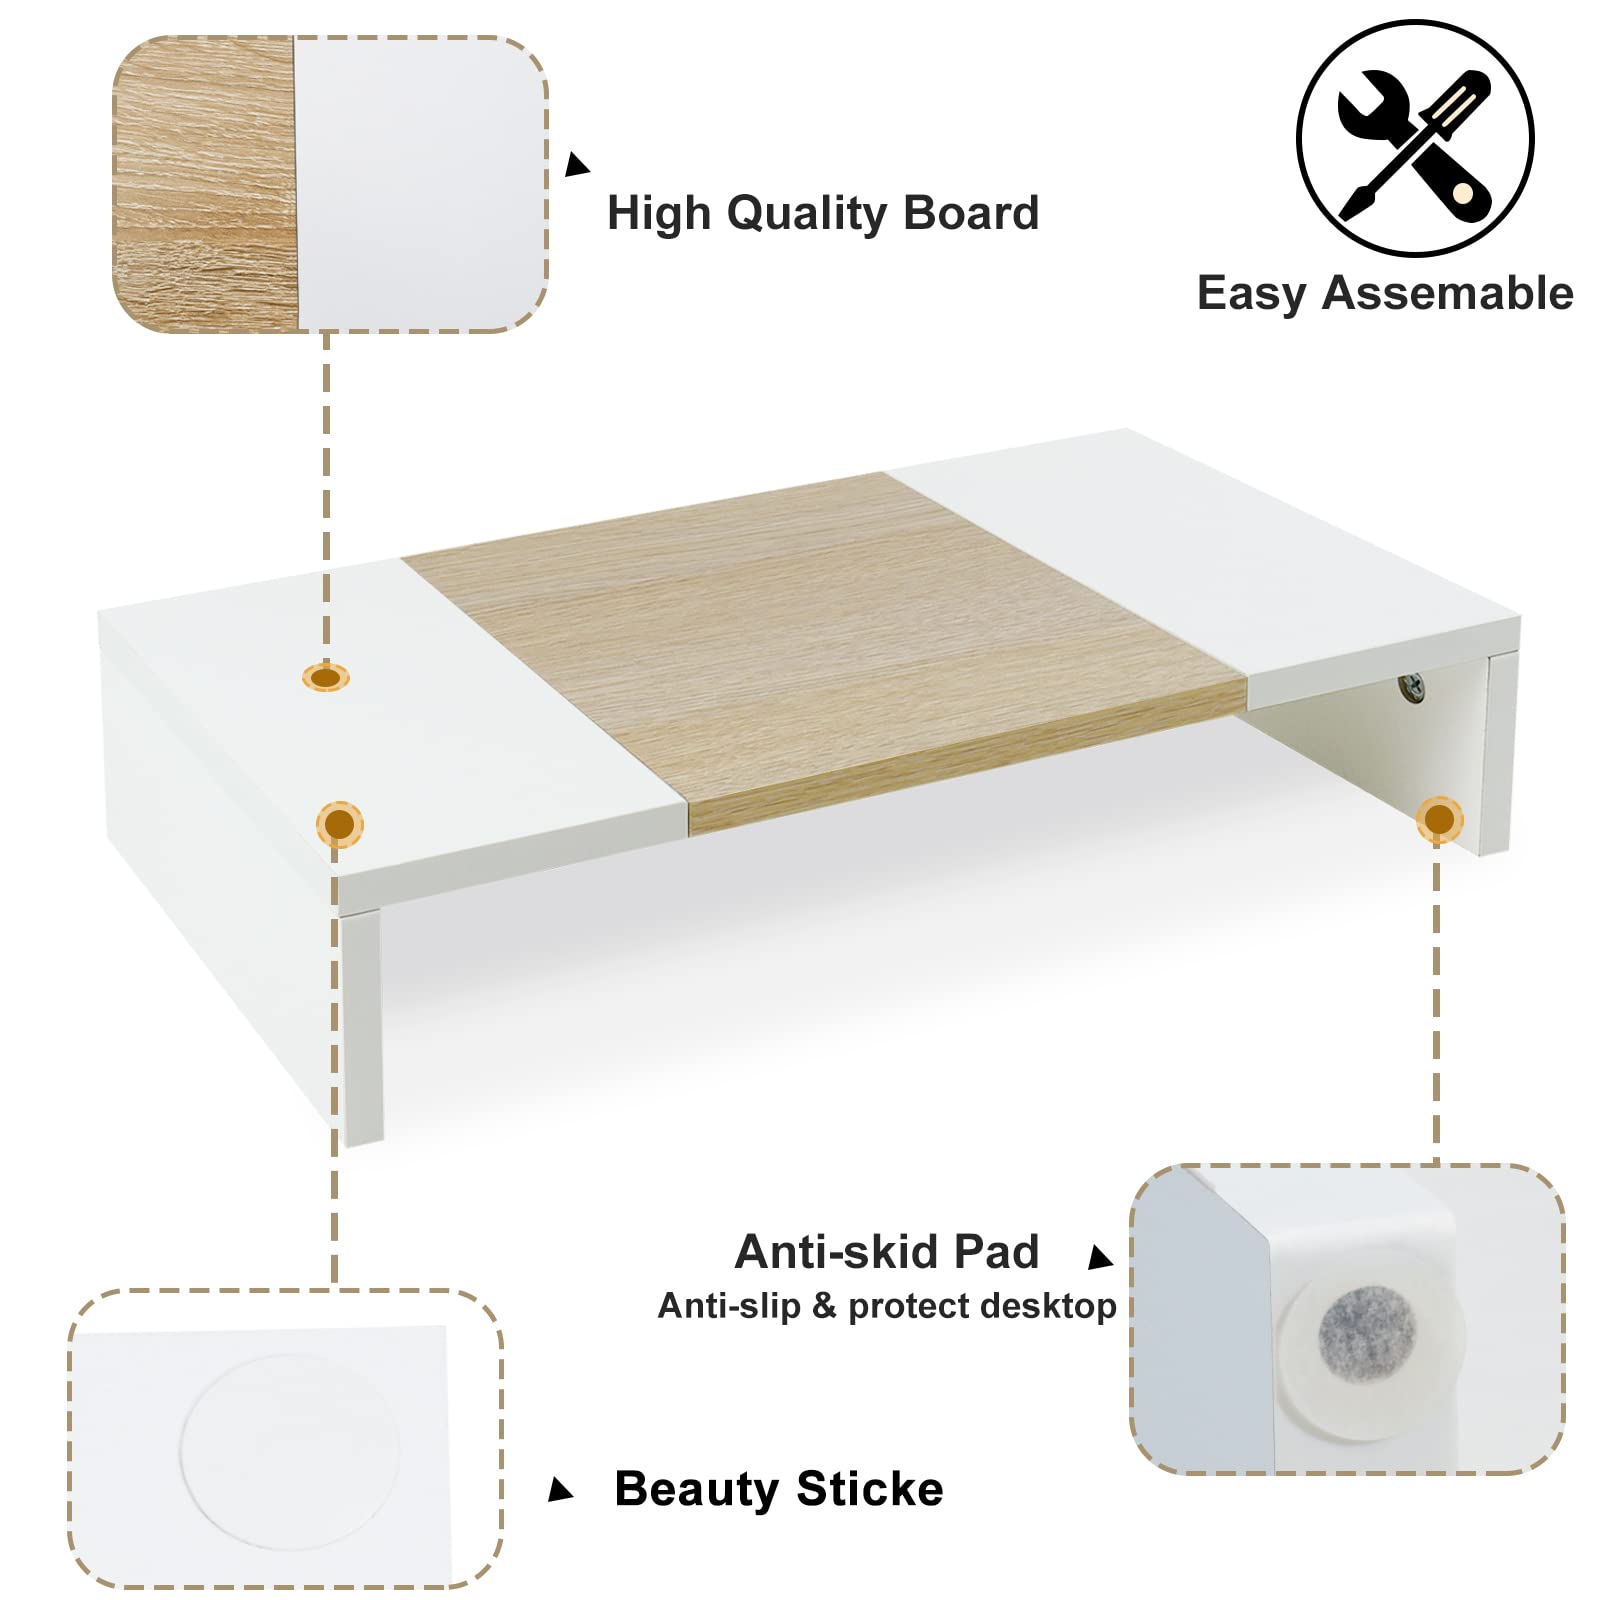 High Quality Board
Easy Assemable
Anti-skid Pad
Anti-slip & protect desktop
Beauty Sticke